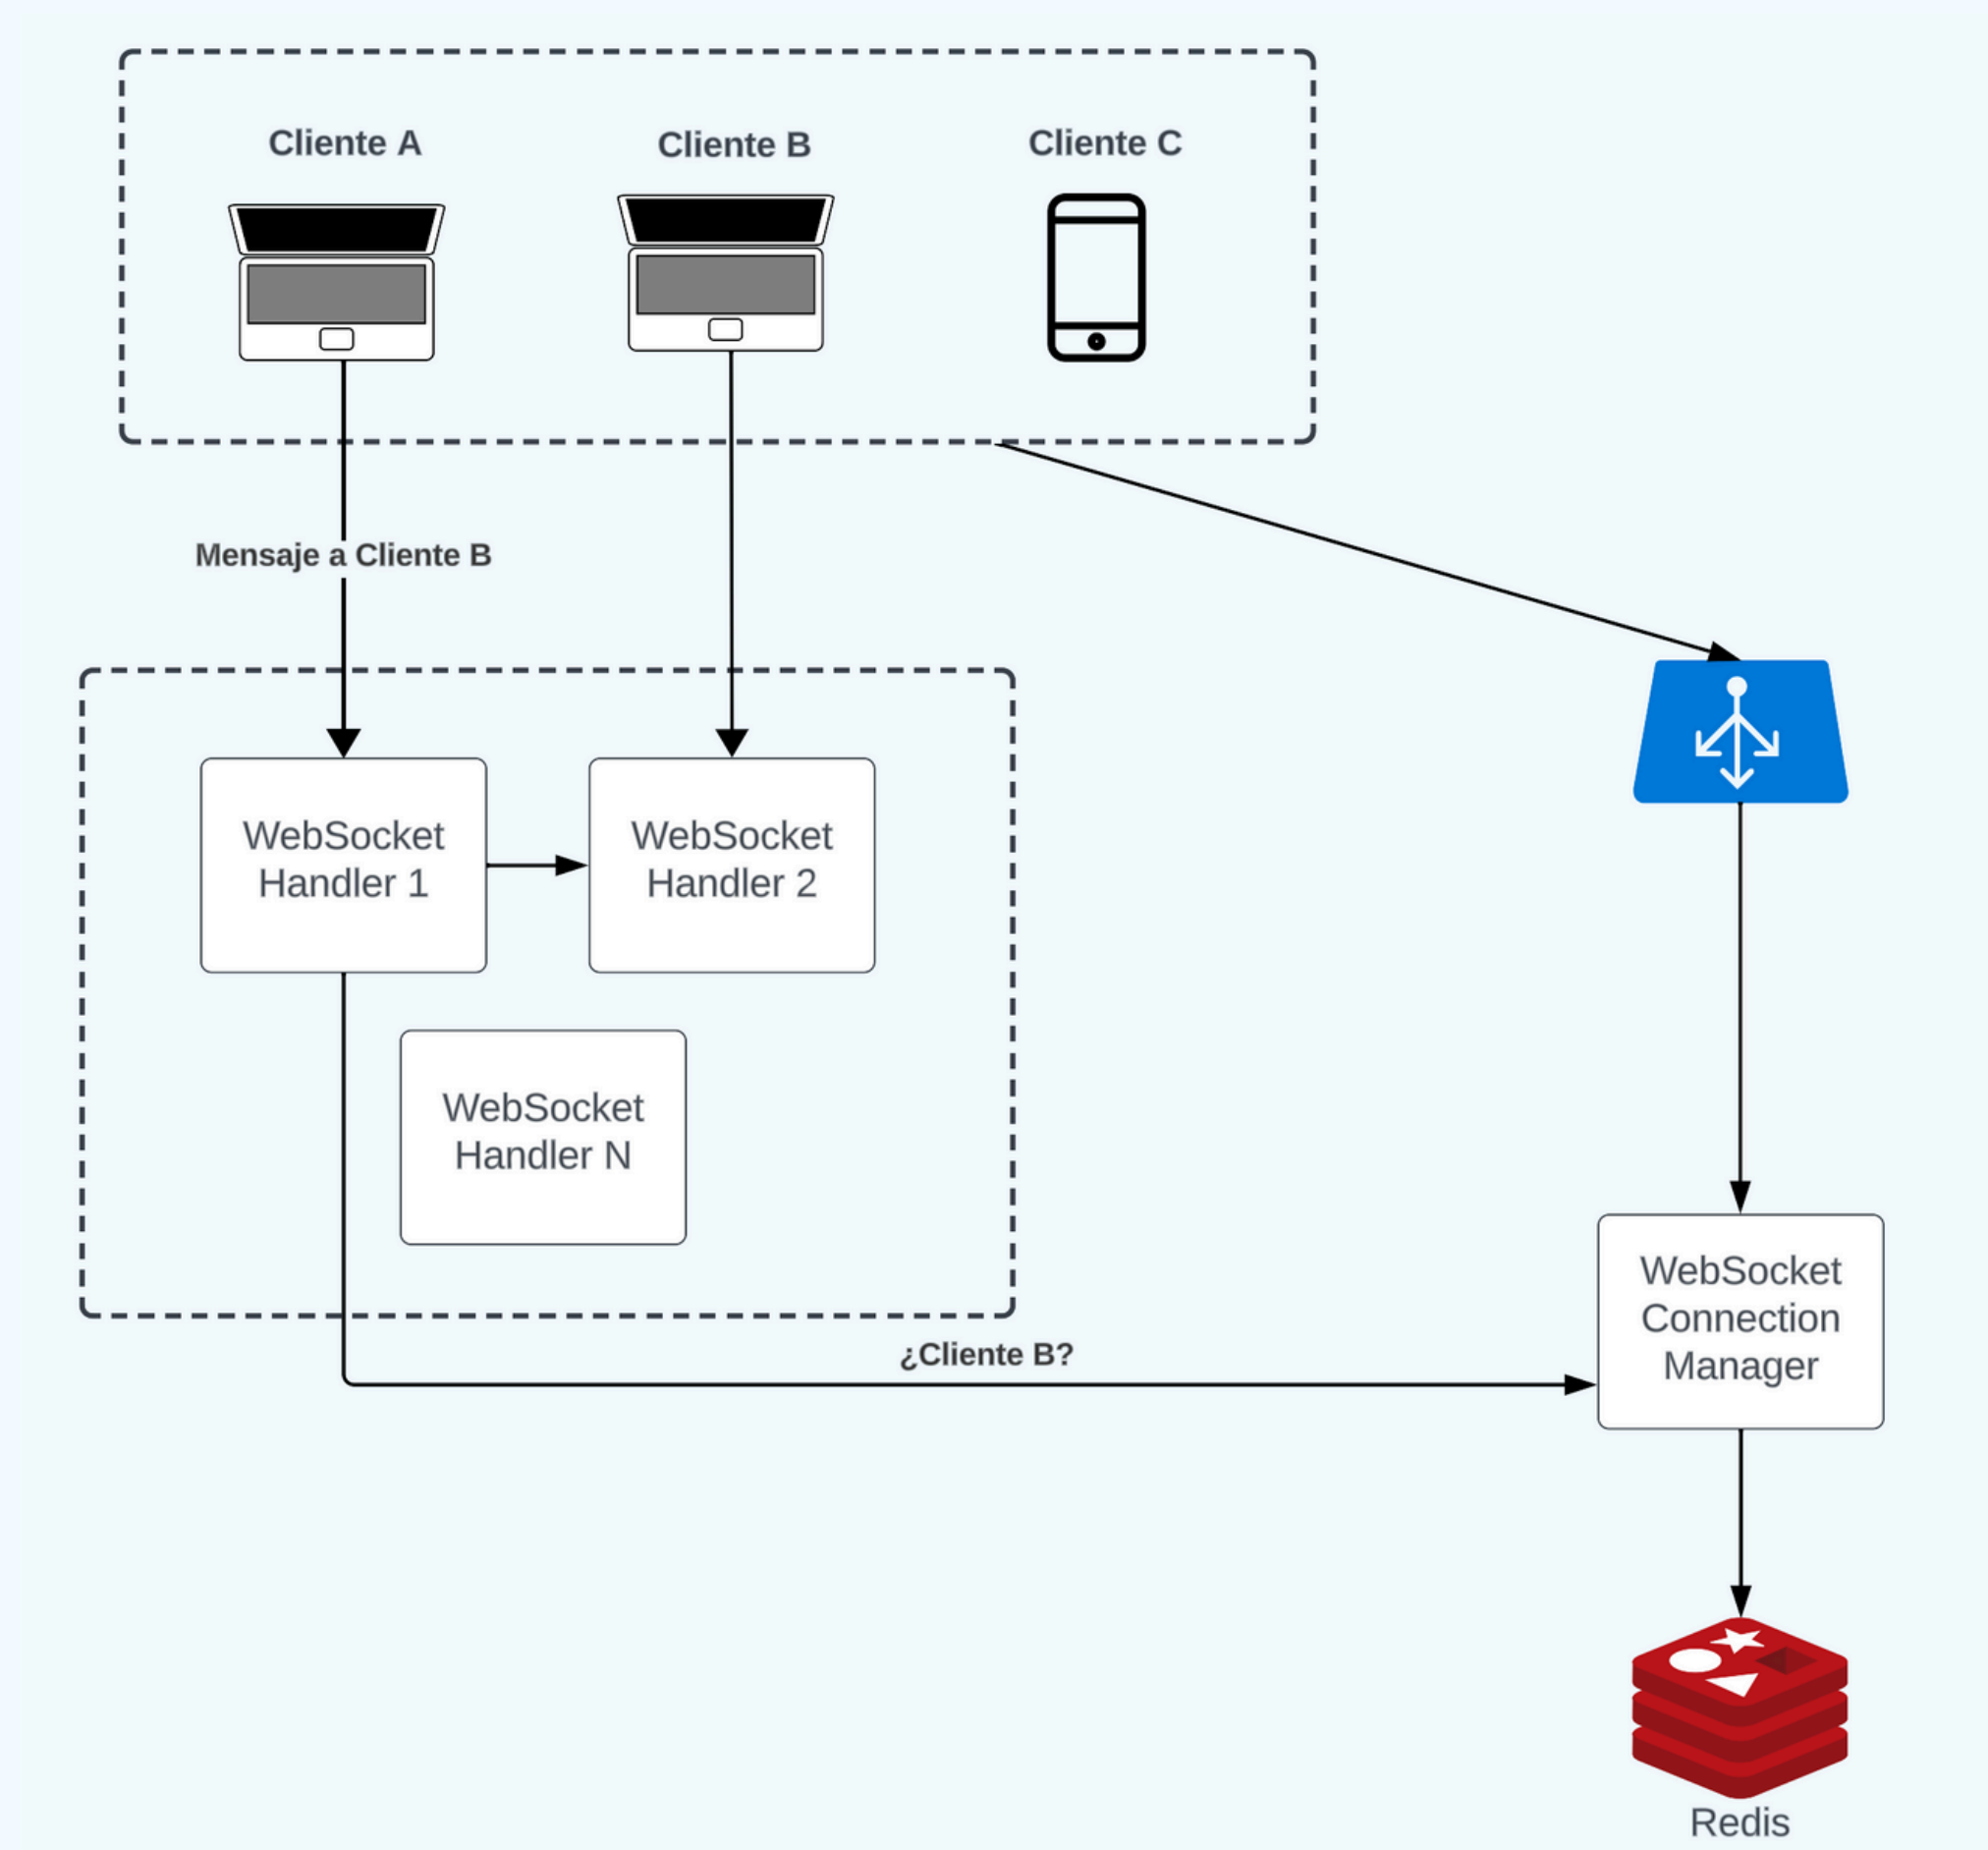 Cliente A
Cliente B
Cliente C
Mensaje a Cliente B
WebSocket
Handler 1
WebSocket
Handler 2
WebSocket
Handler N
¿Cliente B?
WebSocket
Connection
Manager
Redis